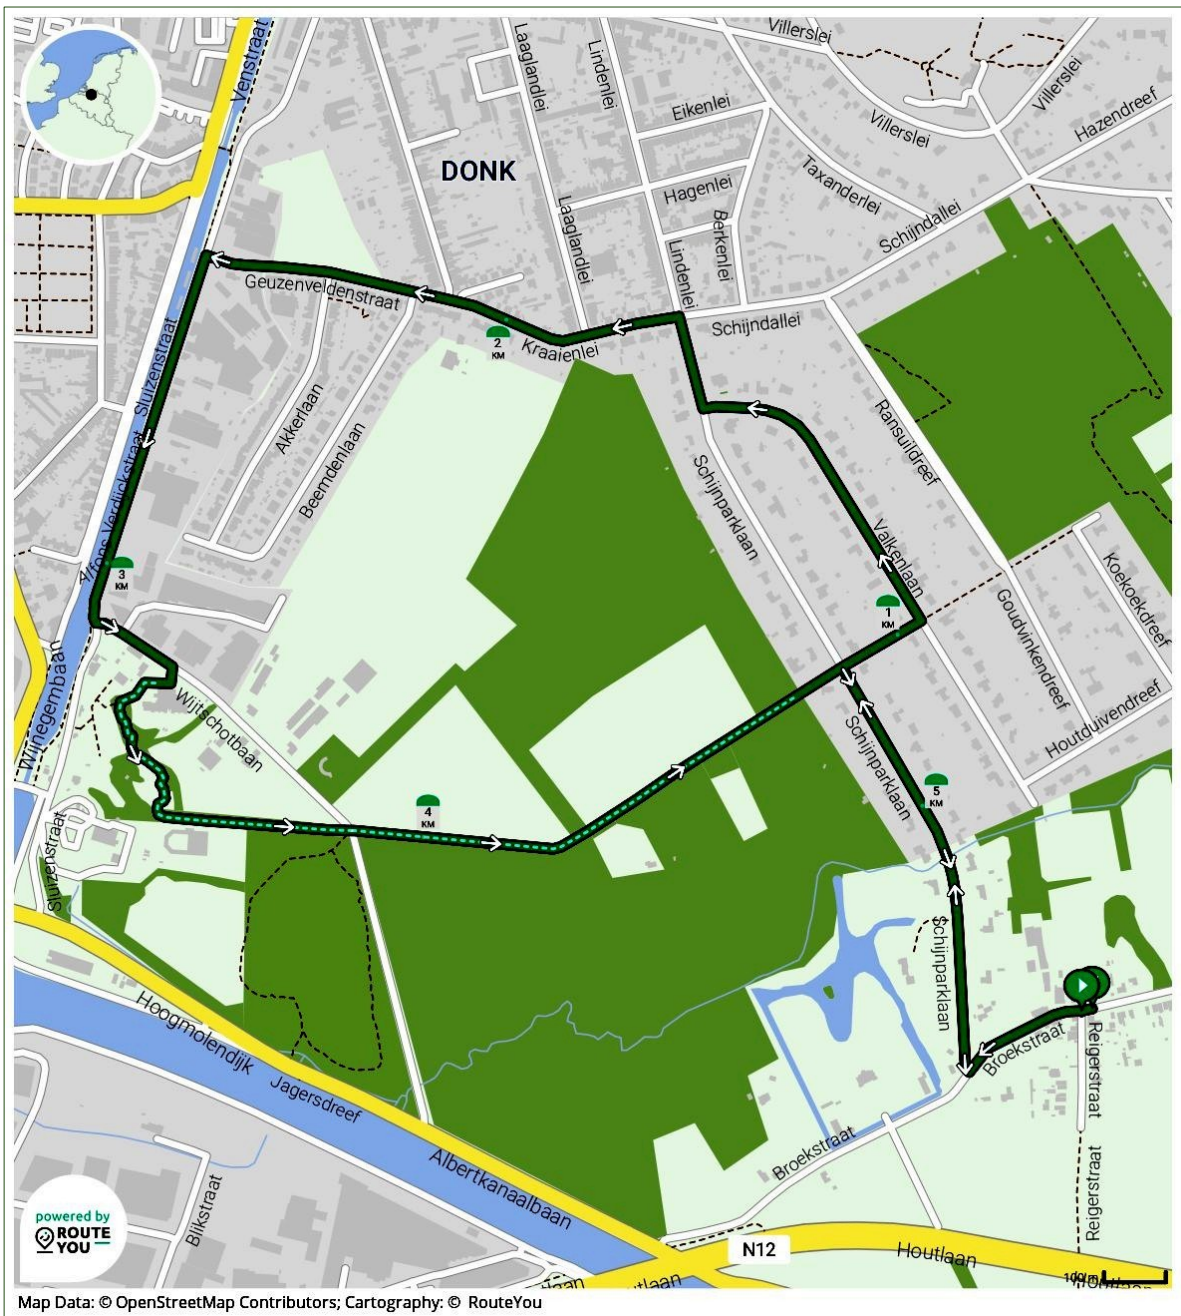 Villerslei
Venstraat
Laaglandlei
Lindenlei
Villerslei
Hazendreef
Eikenlei
Villerslei
DONK
Taxanderlei
Hagenlei
Laaglandlei
Berkenlei
Schijndallei
Lindenlei
Geuzenveldenstraat
Schijndallei
2
KM
Kraaienlei
Sluizenstraat
Akkerlaan
Ransuildreef
Beemdenlaan
Schijnparklaan
Alfons Verdijckstraat
Valkenlaan
3
KM
Koekoekdreef
1
KM
Goudvinkendreef
Wijnegembaan
Wijtschotbaan
Houtduivendreef
Schijnparklaan
5
KM
4
KM
Sluizenstraat
Schijnparklaan
Hoogmolendijk
Broekstraat
Reigerstraat
Jagersdreef
Broekstraat
Albertkanaalbaan
Reigerstraat
Blikstraat
powered by
ROUTE
YOU
N12
Houtlaan
100 m
Map Data: © OpenStreetMap Contributors; Cartography: © RouteYou